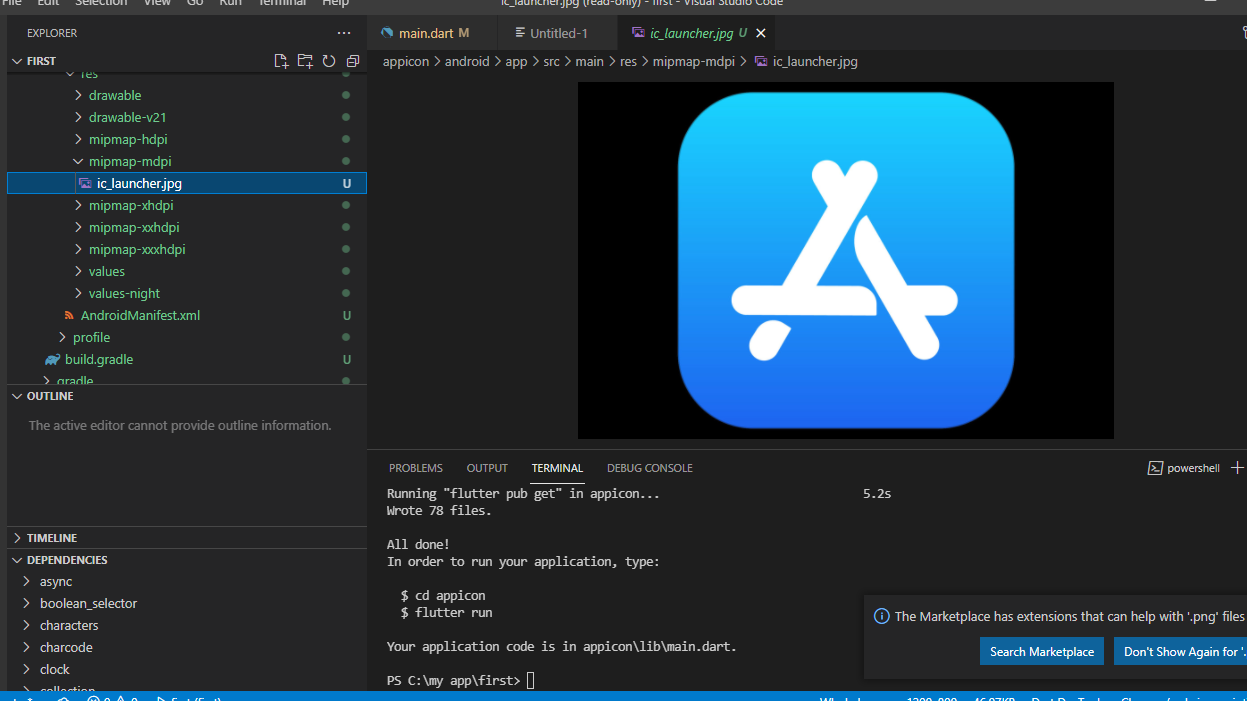 File Edit Selection View Go Run Terminal Help
ic_launcher.jpg (read-only) - first - Visual Studio Code
EXPLORER
FIRST
res
drawable
drawable-v21
mipmap-hdpi
mipmap-mdpi
ic_launcher.jpg U
mipmap-xhdpi
mipmap-xxhdpi
mipmap-xxxhdpi
values
values-night
AndroidManifest.xml U
profile
build.gradle U
gradle
OUTLINE
The active editor cannot provide outline information.
TIMELINE
DEPENDENCIES
async
boolean_selector
characters
charcode
clock
collection
main.dart M
Untitled-1
ic_launcher.jpg U
appicon > android > app > src > main > res > mipmap-mdpi > ic_launcher.jpg
PROBLEMS OUTPUT TERMINAL DEBUG CONSOLE
powershell
Running "flutter pub get" in appicon... 5.2s
Wrote 78 files.
All done!
In order to run your application, type:
$ cd appicon
$ flutter run
Your application code is in appicon\lib\main.dart.
PS C:\my app\first>
The Marketplace has extensions that can help with '.png' files
Search Marketplace
Don't Show Again for '.